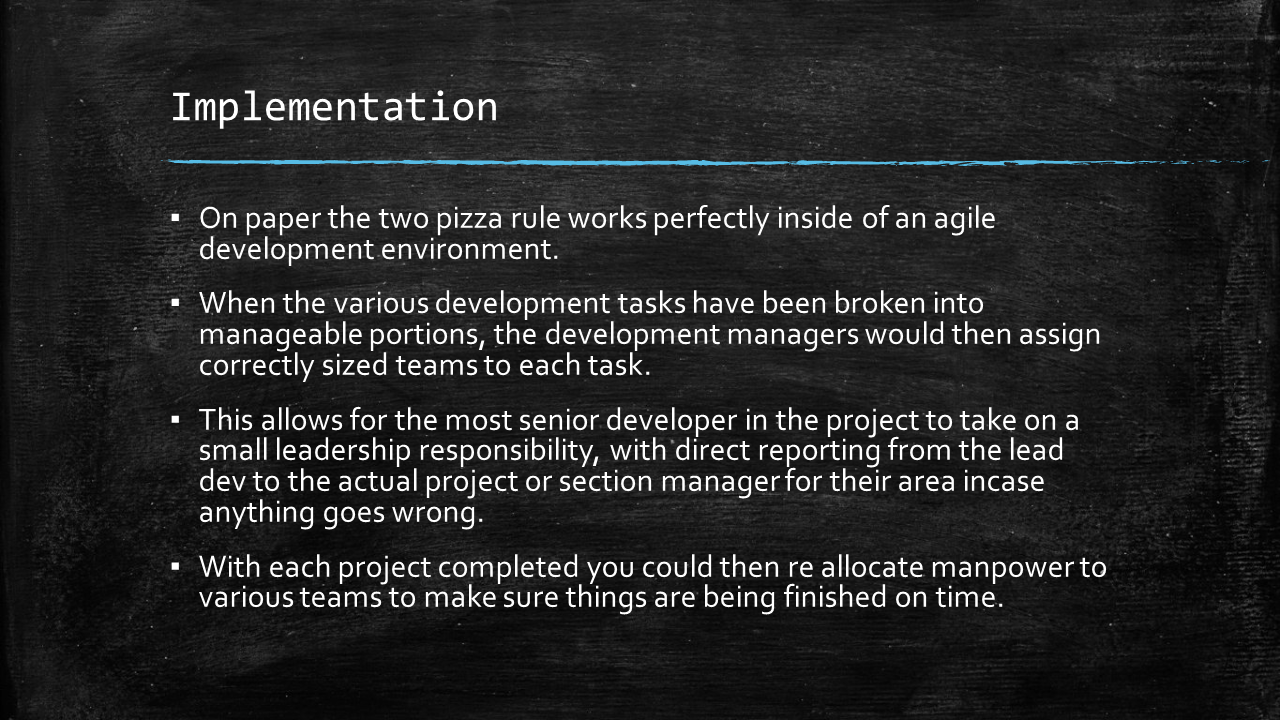 Implementation
▪ On paper the two pizza rule works perfectly inside of an agile
development environment.
▪ When the various development tasks have been broken into
manageable portions, the development managers would then assign
correctly sized teams to each task.
▪ This allows for the most senior developer in the project to take on a
small leadership responsibility, with direct reporting from the lead
dev to the actual project or section manager for their area incase
anything goes wrong.
▪ With each project completed you could then re allocate manpower to
various teams to make sure things are being finished on time.